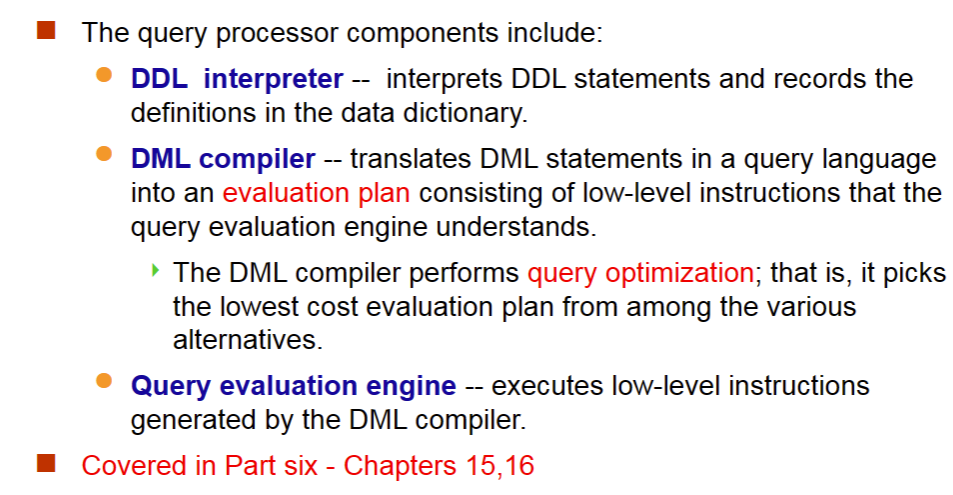 The query processor components include:
DDL interpreter -- interprets DDL statements and records the
definitions in the data dictionary.
DML compiler -- translates DML statements in a query language
into an evaluation plan consisting of low-level instructions that the
query evaluation engine understands.
The DML compiler performs query optimization; that is, it picks
the lowest cost evaluation plan from among the various
alternatives.
Query evaluation engine -- executes low-level instructions
generated by the DML compiler.
Covered in Part six - Chapters 15,16